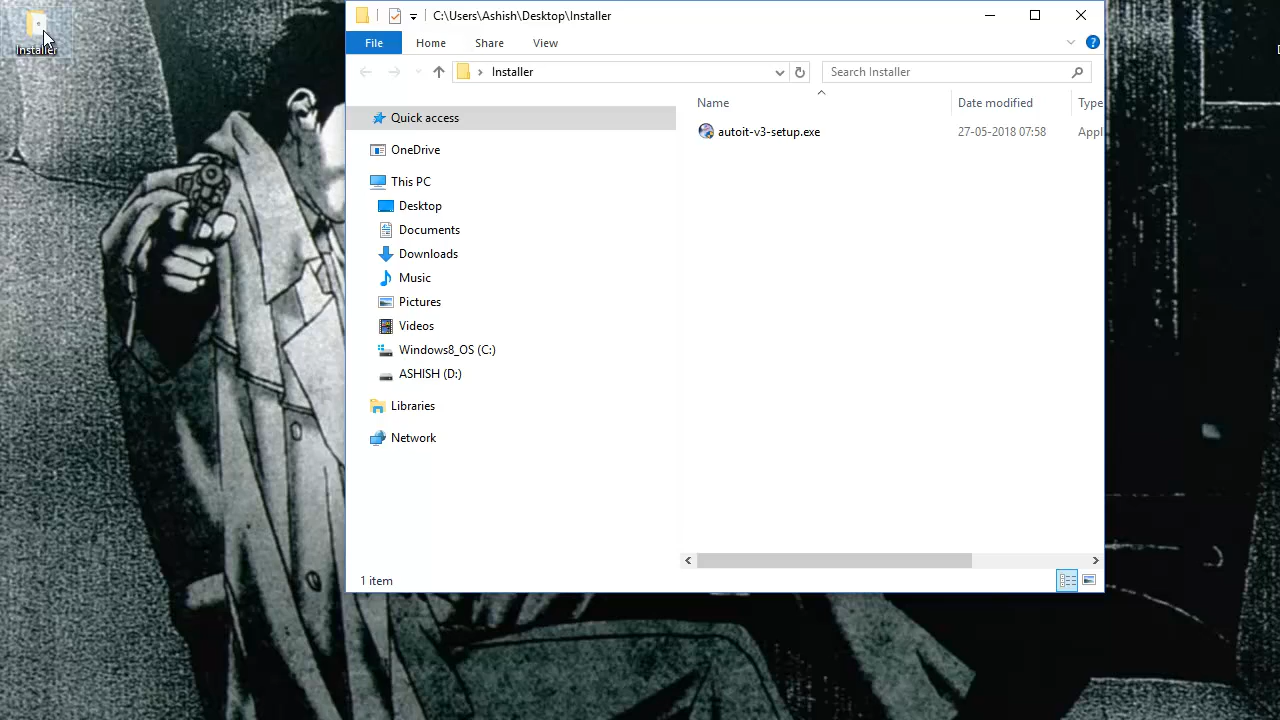 Installer
C:\Users\Ashish\Desktop\Installer
File Home Share View
Installer
Search Installer
Name Date modified Type
autoit-v3-setup.exe 27-05-2018 07:58 Appl
Quick access
OneDrive
This PC
Desktop
Documents
Downloads
Music
Pictures
Videos
Windows8_OS (C:)
ASHISH (D:)
Libraries
Network
1 item